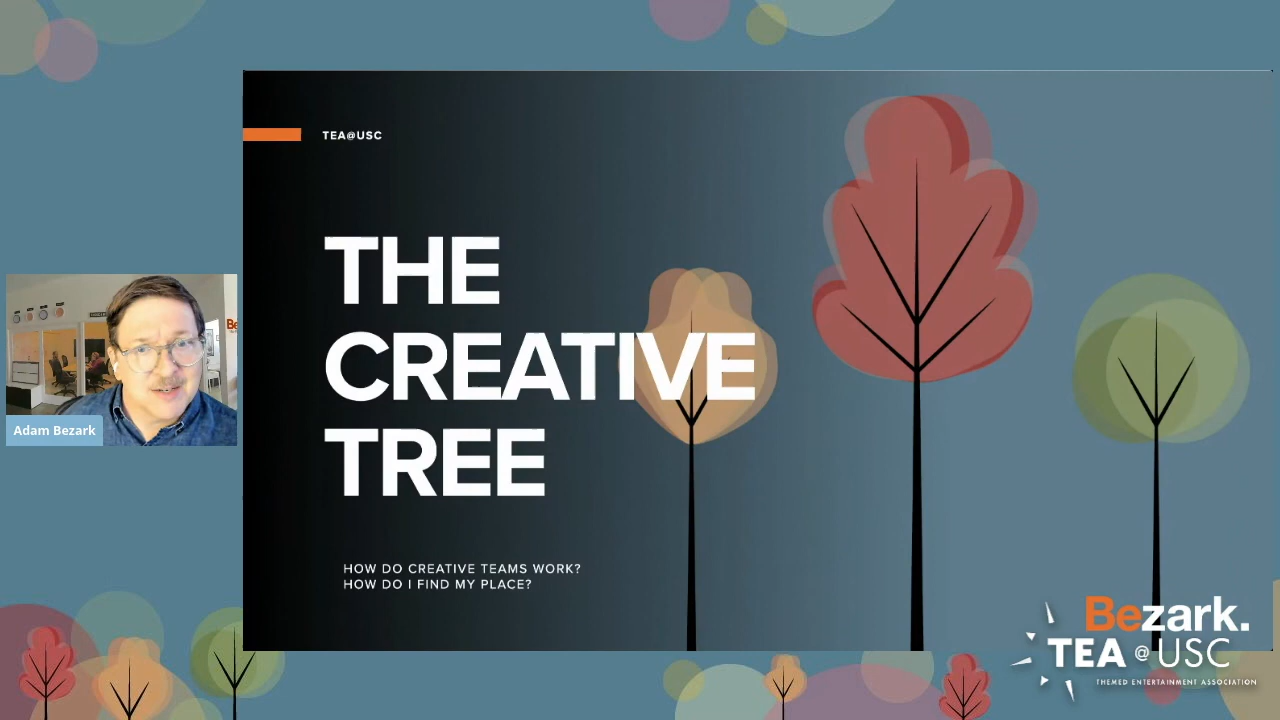 TEA@USC
THE
CREATIVE
TREE
HOW DO CREATIVE TEAMS WORK?
HOW DO I FIND MY PLACE?
Adam Bezark
Bezark.
TEA @ USC
THEMED ENTERTAINMENT ASSOCIATION